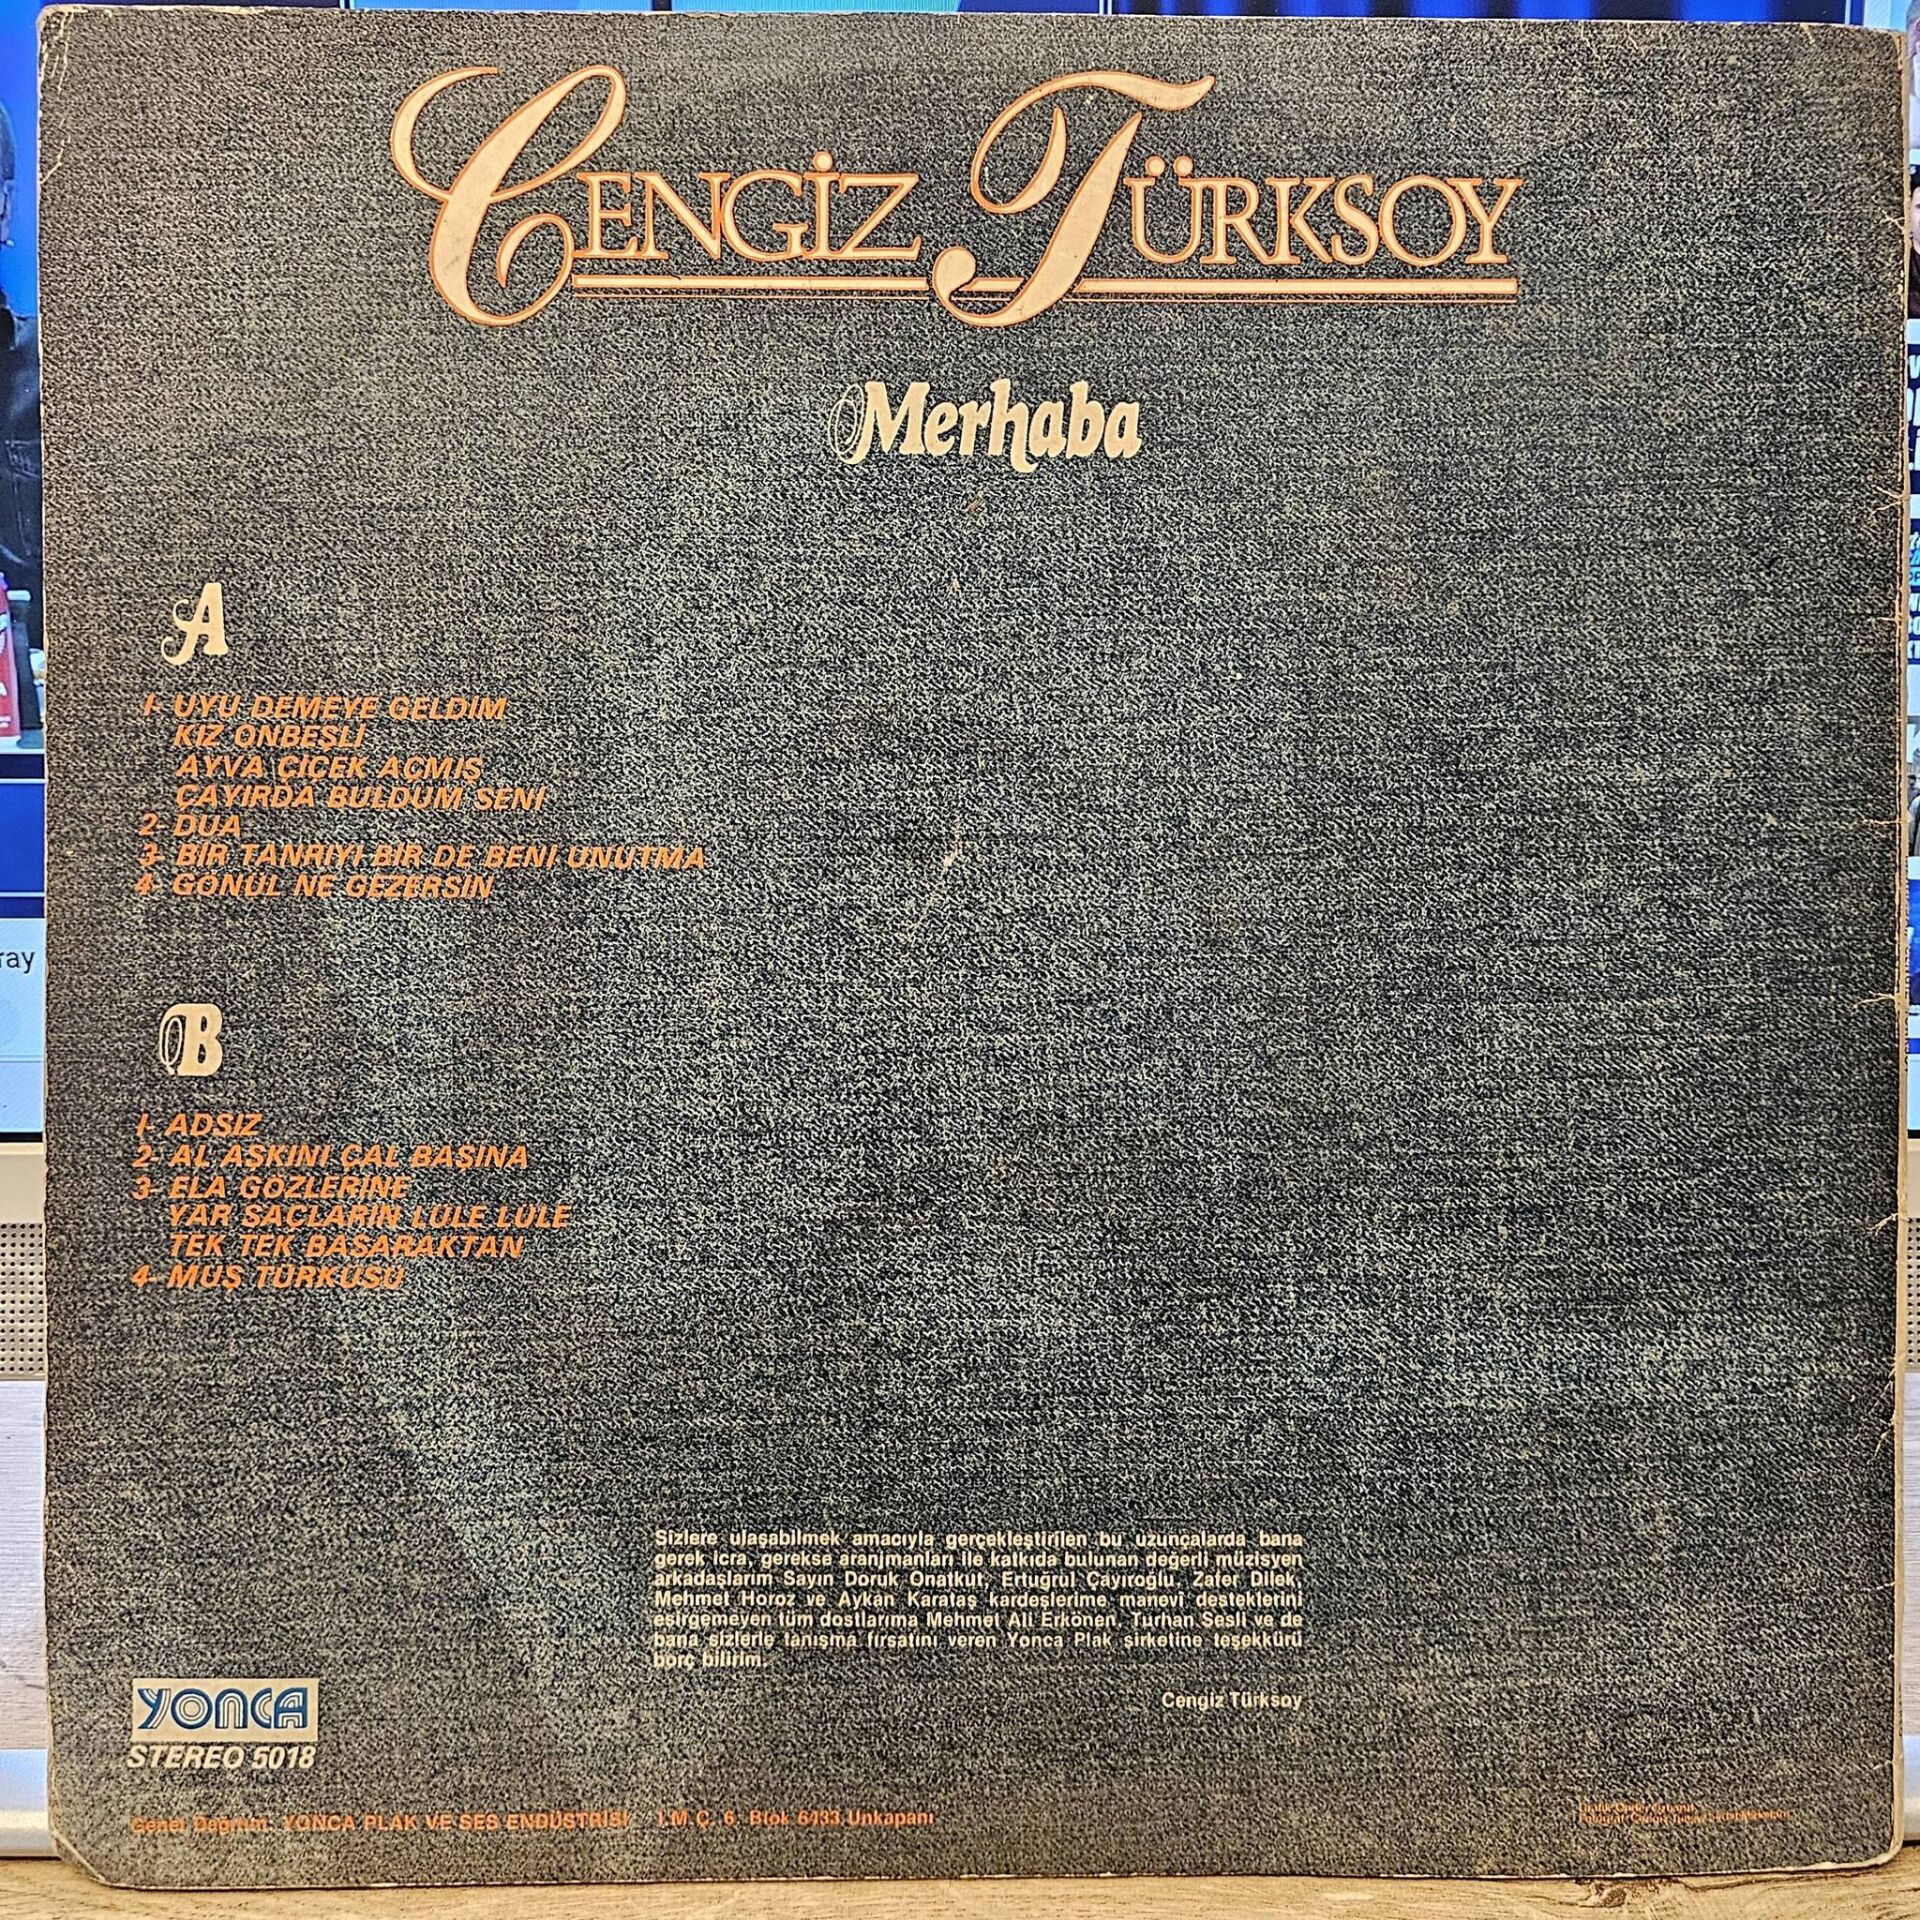 CENGİZ TÜRKSOY
Merhaba
A
1- UYU DEMEYE GELDİM
KIZ ONBEŞLİ
AYVA ÇİÇEK AÇMIŞ
ÇAYIRDA BULDUM SENİ
2- DUA
3- BİR TANRIYI BİR DE BENİ UNUTMA
4- GÖNÜL NE GEZERSİN
B
1- ADSIZ
2- AL AŞKINI ÇAL BAŞINA
3- ELA GÖZLERİNE
YAR SAÇLARIN LÜLE LÜLE
TEK TEK BASARAKTAN
4- MUŞ TÜRKÜSÜ
Sizlere ulaşabilmek amacıyla gerçekleştirilen bu uzunçalarda bana
gerek icra, gerekse aranjmanları ile katkıda bulunan değerli müzisyen
arkadaşlarım Sayın Doruk Onatkut, Ertuğrul Çayıroğlu, Zafer Dilek,
Mehmet Horoz ve Aykan Karataş kardeşlerime manevi desteklerini
esirgemeyen tüm dostlarıma Mehmet Ali Erkönen, Turhan Sesli ve de
bana sizlerle tanışma fırsatını veren Yonca Plak şirketine teşekkürü
borç bilirim.
Cengiz Türksoy
YONCA
STEREO 5018
Genel Dağıtım: YONCA PLAK VE SES ENDÜSTRİSİ İ.M.Ç. 6. Blok 6433 Unkapanı
ray